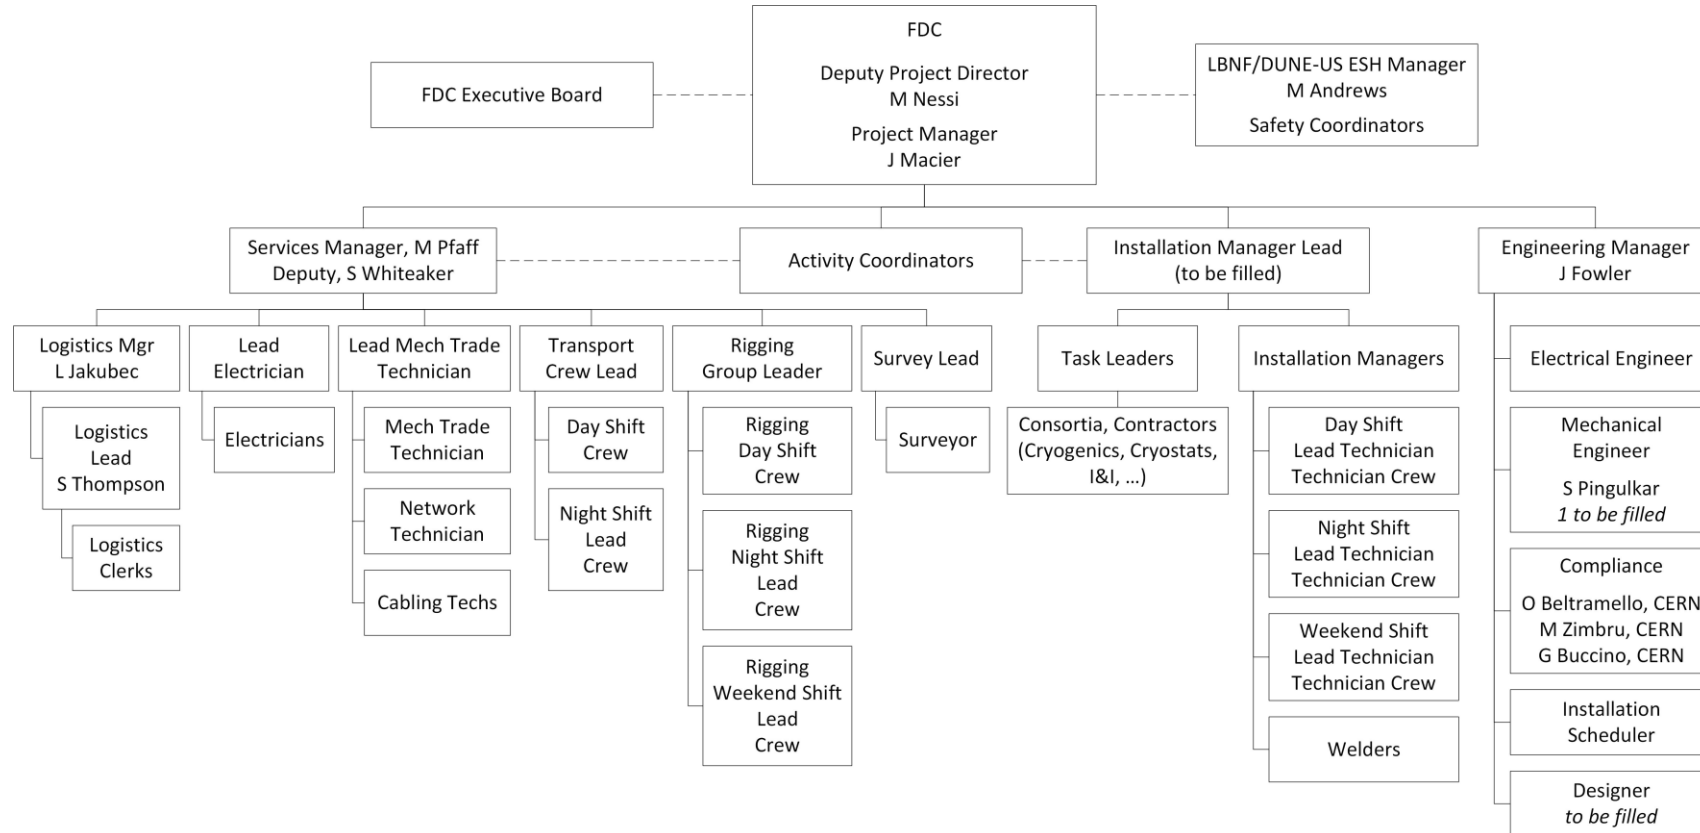 FDC
Deputy Project Director
M Nessi
Project Manager
J Macier
FDC Executive Board
LBNF/DUNE-US ESH Manager
M Andrews
Safety Coordinators
Services Manager, M Pfaff
Deputy, S Whiteaker
Activity Coordinators
Installation Manager Lead
(to be filled)
Engineering Manager
J Fowler
Logistics Mgr
L Jakubec
Lead
Electrician
Lead Mech Trade
Technician
Transport
Crew Lead
Rigging
Group Leader
Survey Lead
Task Leaders
Installation Managers
Electrical Engineer
Logistics
Lead
S Thompson
Logistics
Clerks
Electricians
Mech Trade
Technician
Network
Technician
Cabling Techs
Day Shift
Crew
Night Shift
Lead
Crew
Rigging
Day Shift
Crew
Rigging
Night Shift
Lead
Crew
Rigging
Weekend Shift
Lead
Crew
Surveyor
Consortia, Contractors
(Cryogenics, Cryostats,
I&I, ...)
Day Shift
Lead Technician
Technician Crew
Night Shift
Lead Technician
Technician Crew
Weekend Shift
Lead Technician
Technician Crew
Welders
Mechanical
Engineer
S Pingulkar
1 to be filled
Compliance
O Beltramello, CERN
M Zimbru, CERN
G Buccino, CERN
Installation
Scheduler
Designer
to be filled